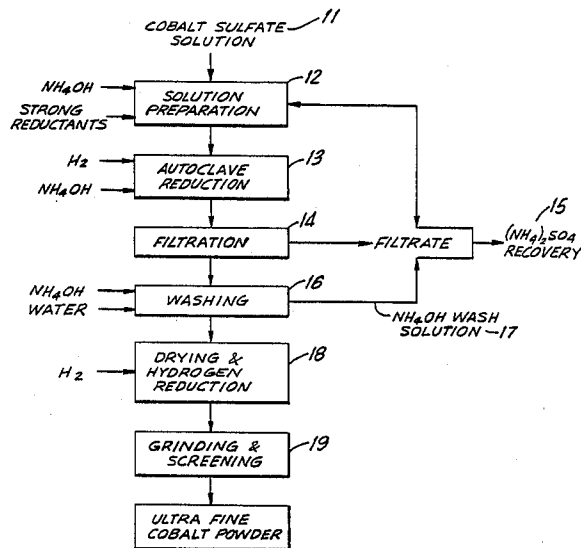 COBALT SULFATE
SOLUTION
11
NH4OH
STRONG
REDUCTANTS
12
SOLUTION
PREPARATION
H2
NH4OH
13
AUTOCLAVE
REDUCTION
14
FILTRATION
FILTRATE
15
(NH4)2SO4
RECOVERY
NH4OH
WATER
16
WASHING
NH4OH WASH
SOLUTION 17
H2
18
DRYING &
HYDROGEN
REDUCTION
19
GRINDING &
SCREENING
ULTRA FINE
COBALT POWDER